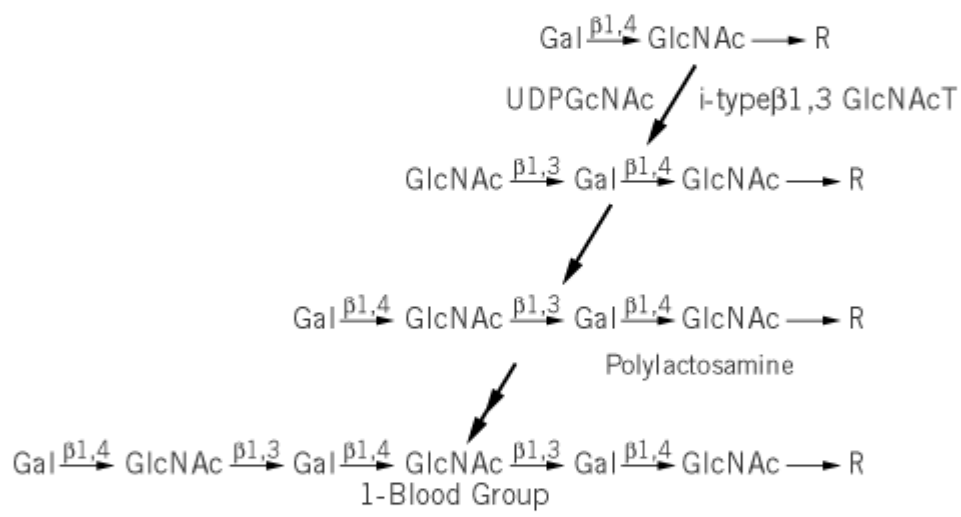 Gal β1,4 GlcNAc R
UDPGcNAc i-typeβ1,3 GlcNAcT
GlcNAc β1,3 Gal β1,4 GlcNAc R
Gal β1,4 GlcNAc β1,3 Gal β1,4 GlcNAc R
Polylactosamine
Gal β1,4 GlcNAc β1,3 Gal β1,4 GlcNAc β1,3 Gal β1,4 GlcNAc R
1-Blood Group